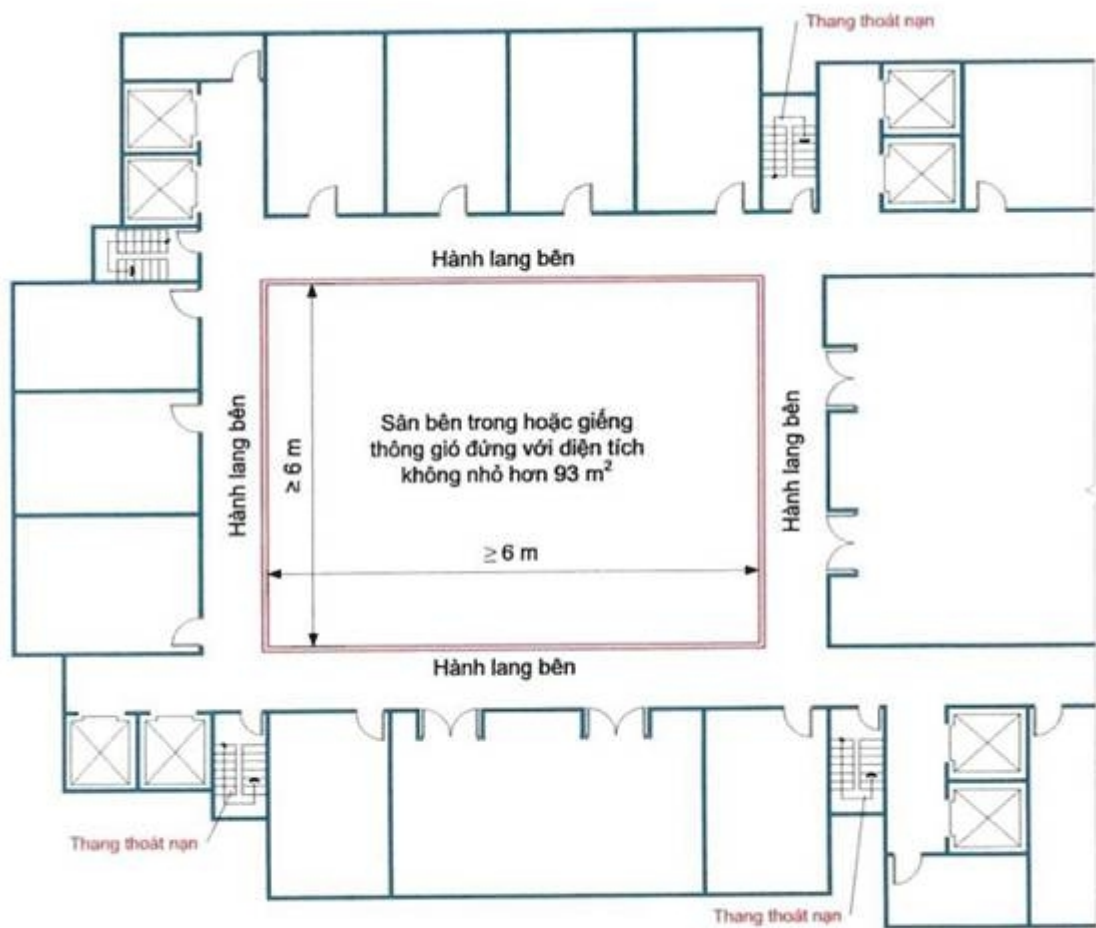 Thang thoát nạn
Hành lang bên
Hành lang bên
≥ 6 m
Sân bên trong hoặc giếng
thông gió đứng với diện tích
không nhỏ hơn 93 m²
Hành lang bên
≥ 6 m
Hành lang bên
Thang thoát nạn
Thang thoát nạn